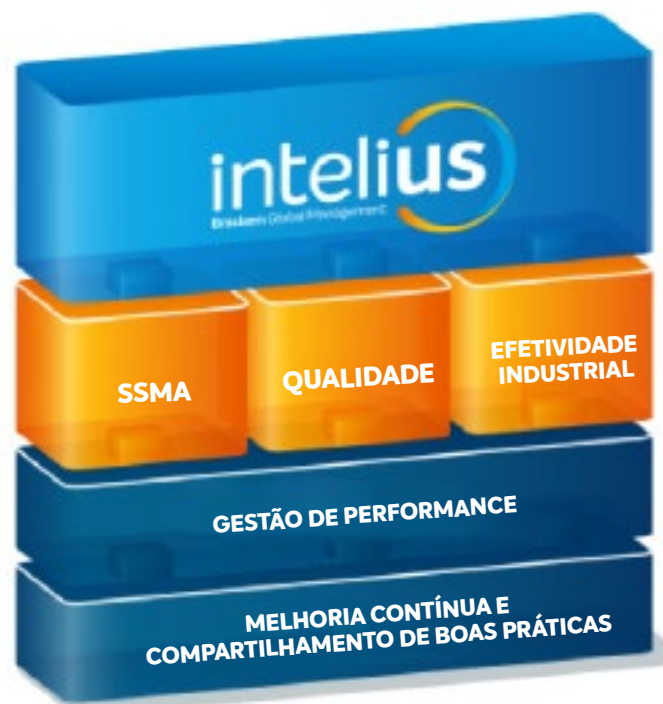 intelius
Braskem Global Management
SSMA
QUALIDADE
EFETIVIDADE
INDUSTRIAL
GESTÃO DE PERFORMANCE
MELHORIA CONTÍNUA E
COMPARTILHAMENTO DE BOAS PRÁTICAS